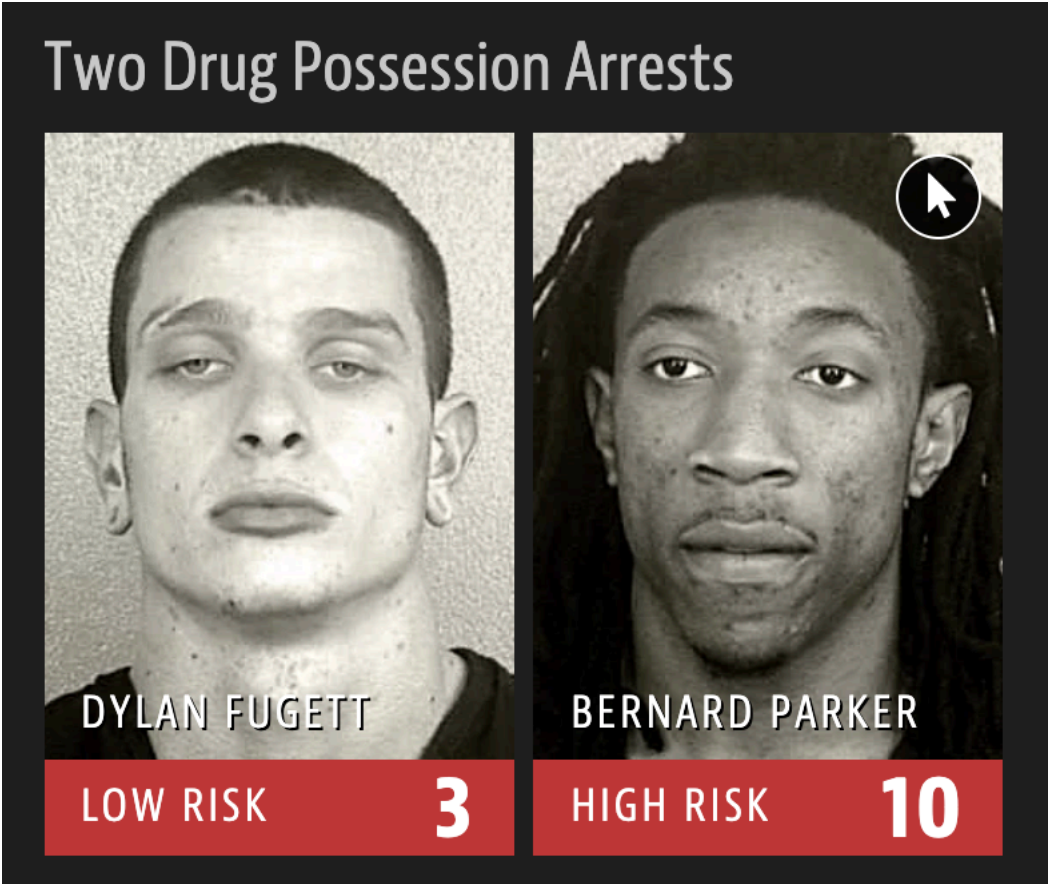 Two Drug Possession Arrests
DYLAN FUGETT
BERNARD PARKER
LOW RISK 3
HIGH RISK 10